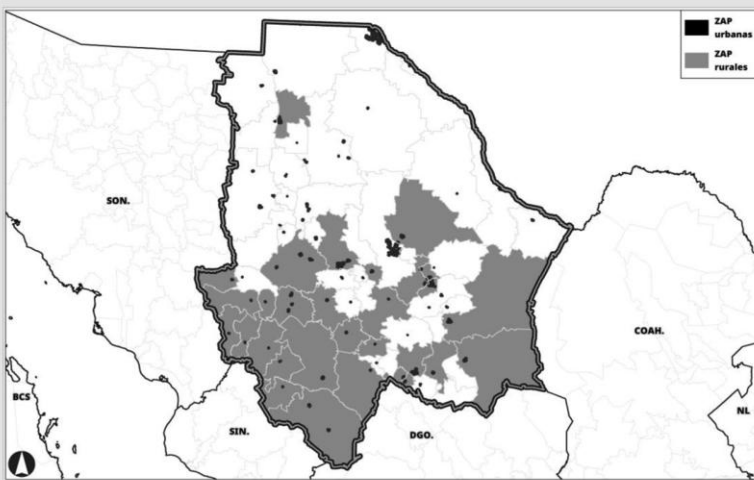 ZAP
urbanas
ZAP
rurales
SON.
COAH.
BCS
SIN.
DGO.
NL